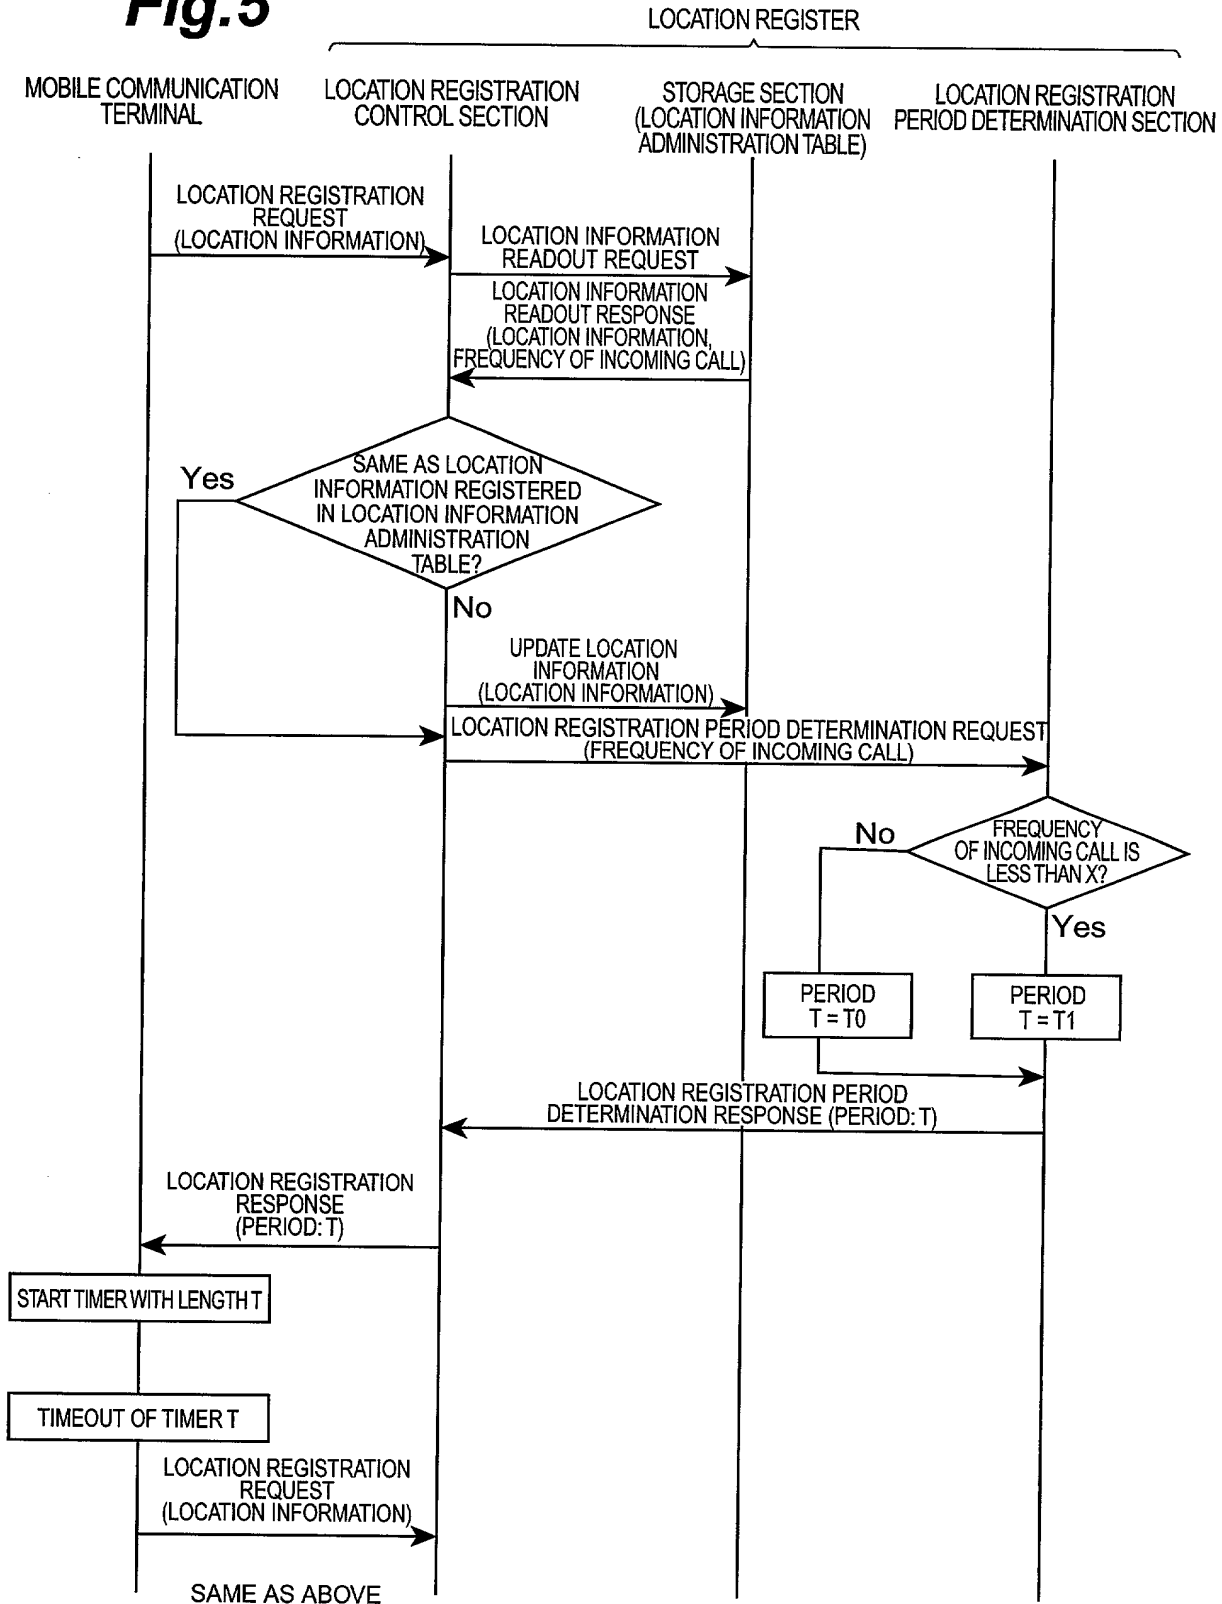 Fig.5
LOCATION REGISTER
MOBILE COMMUNICATION
TERMINAL
LOCATION REGISTRATION
CONTROL SECTION
STORAGE SECTION
(LOCATION INFORMATION
ADMINISTRATION TABLE)
LOCATION REGISTRATION
PERIOD DETERMINATION SECTION
LOCATION REGISTRATION
REQUEST
(LOCATION INFORMATION)
LOCATION INFORMATION
READOUT REQUEST
LOCATION INFORMATION
READOUT RESPONSE
(LOCATION INFORMATION,
FREQUENCY OF INCOMING CALL)
Yes
SAME AS LOCATION
INFORMATION REGISTERED
IN LOCATION INFORMATION
ADMINISTRATION
TABLE?
No
UPDATE LOCATION
INFORMATION
(LOCATION INFORMATION)
LOCATION REGISTRATION PERIOD DETERMINATION REQUEST
(FREQUENCY OF INCOMING CALL)
No
FREQUENCY
OF INCOMING CALL IS
LESS THAN X?
Yes
PERIOD
T = T0
PERIOD
T = T1
LOCATION REGISTRATION PERIOD
DETERMINATION RESPONSE (PERIOD: T)
LOCATION REGISTRATION
RESPONSE
(PERIOD: T)
START TIMER WITH LENGTH T
TIMEOUT OF TIMER T
LOCATION REGISTRATION
REQUEST
(LOCATION INFORMATION)
SAME AS ABOVE